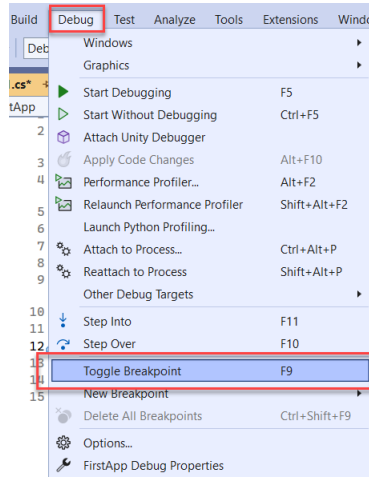 Build Debug Test Analyze Tools Extensions Windo
Deb Windows
Graphics
.cs*
Start Debugging F5
tApp Start Without Debugging Ctrl+F5
2 Attach Unity Debugger
3 Apply Code Changes Alt+F10
4 Performance Profiler... Alt+F2
5 Relaunch Performance Profiler Shift+Alt+F2
6 Launch Python Profiling...
7 Attach to Process... Ctrl+Alt+P
8
9 Reattach to Process Shift+Alt+P
Other Debug Targets
10
11 Step Into F11
12 Step Over F10
13 Toggle Breakpoint F9
14
15 New Breakpoint
Delete All Breakpoints Ctrl+Shift+F9
Options...
FirstApp Debug Properties